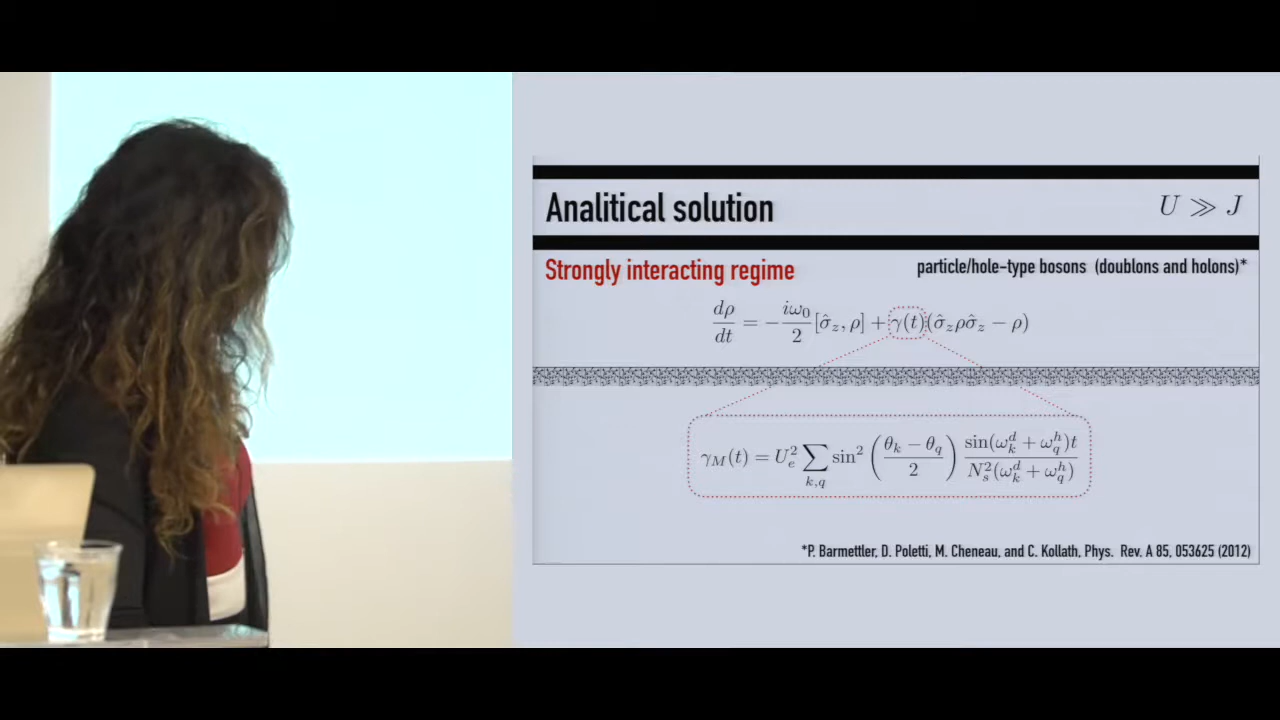 Analitical solution
U ≫ J
Strongly interacting regime
particle/hole-type bosons (doublons and holons)*
dρ/dt = −iω₀/2 [σ̂_z, ρ] + γ(t)(σ̂_z ρ σ̂_z − ρ)
γ_M(t) = U_e² ∑_{k,q} sin² ((θ_k − θ_q)/2) sin(ω_k^d + ω_q^h)t / N_s²(ω_k^d + ω_q^h)
*P. Barmettler, D. Poletti, M. Cheneau, and C. Kollath, Phys. Rev. A 85, 053625 (2012)